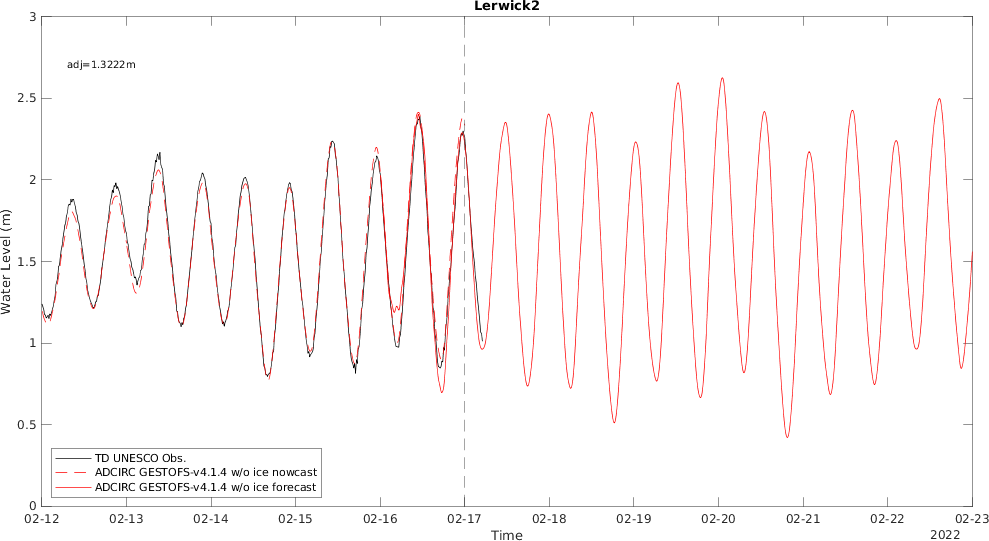 Lerwick2
3
2.5
2
1.5
1
0.5
0
Water Level (m)
adj=1.3222m
TD UNESCO Obs.
ADCIRC GESTOFS-v4.1.4 w/o ice nowcast
ADCIRC GESTOFS-v4.1.4 w/o ice forecast
02-12 02-13 02-14 02-15 02-16 02-17 02-18 02-19 02-20 02-21 02-22 02-23
Time
2022